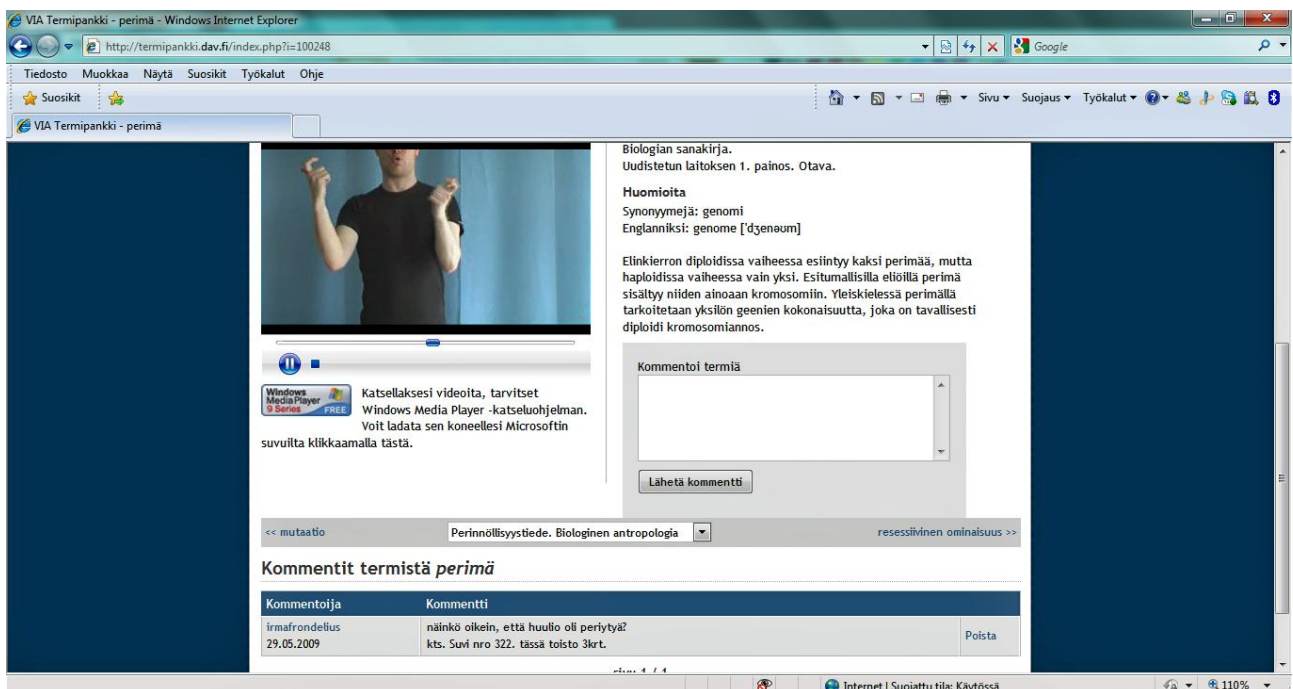 VIA Termipankki - perimä - Windows Internet Explorer
http://termipankki.dav.fi/index.php?i=100248
Google
Tiedosto Muokkaa Näytä Suosikit Työkalut Ohje
Suosikit
Sivu Suojaus Työkalut
VIA Termipankki - perimä
Biologian sanakirja.
Uudistetun laitoksen 1. painos. Otava.
Huomioita
Synonyymejä: genomi
Englanniksi: genome ['dʒenəʊm]
Elinkierron diploidissa vaiheessa esiintyy kaksi perimää, mutta
haploidissa vaiheessa vain yksi. Esitumallisilla eliöillä perimä
sisältyy niiden ainoaan kromosomiin. Yleiskielessä perimällä
tarkoitetaan yksilön geenien kokonaisuutta, joka on tavallisesti
diploidi kromosomiannos.
Windows
Media Player
9 Series FREE
Katsellaksesi videoita, tarvitset
Windows Media Player -katseluohjelman.
Voit ladata sen koneellesi Microsoftin
suvuilta klikkaamalla tästä.
Kommentoi termiä
Lähetä kommentti
<< mutaatio
Perinnöllisyystiede. Biologinen antropologia
resessiivinen ominaisuus >>
Kommentit termistä perimä
Kommentoija Kommentti
irmafrondelius
29.05.2009
näinkö oikein, että huulio oli periytyä?
kts. Suvi nro 322. tässä toisto 3krt.
Poista
sivu 1 / 1
Internet | Suojattu tila: Käytössä
110%